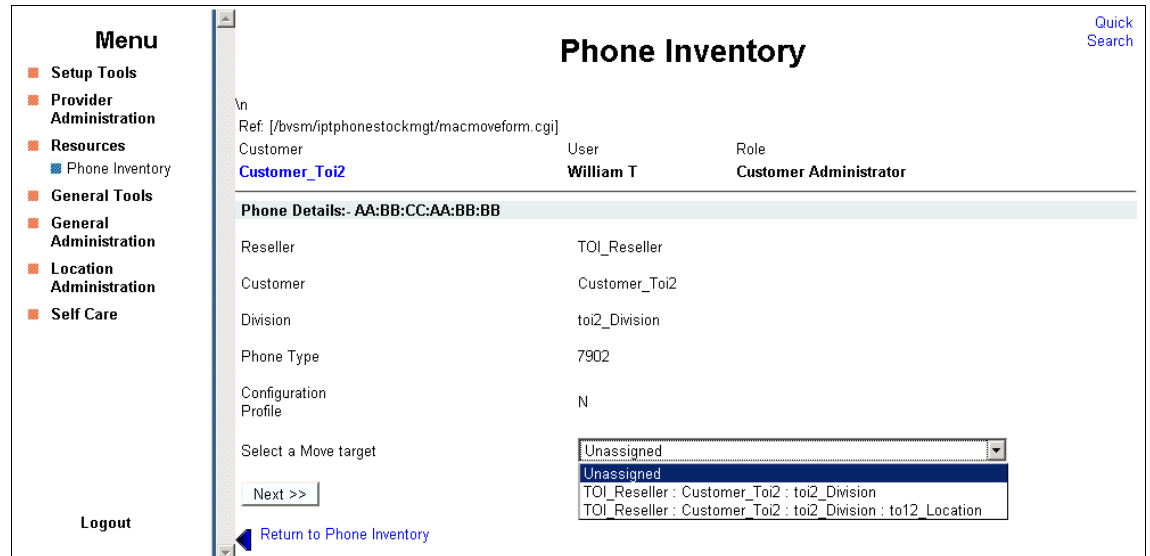 Menu
Setup Tools
Provider
Administration
Resources
Phone Inventory
General Tools
General
Administration
Location
Administration
Self Care
Logout
Quick
Search
Phone Inventory
\n
Ref: [/bvsm/iptphonestockmgt/macmoveform.cgi]
Customer User Role
Customer_Toi2 William T Customer Administrator
Phone Details:- AA:BB:CC:AA:BB:BB
Reseller TOI_Reseller
Customer Customer_Toi2
Division toi2_Division
Phone Type 7902
Configuration
Profile N
Select a Move target Unassigned
Unassigned
TOI_Reseller : Customer_Toi2 : toi2_Division
TOI_Reseller : Customer_Toi2 : toi2_Division : to12_Location
Next >>
Return to Phone Inventory